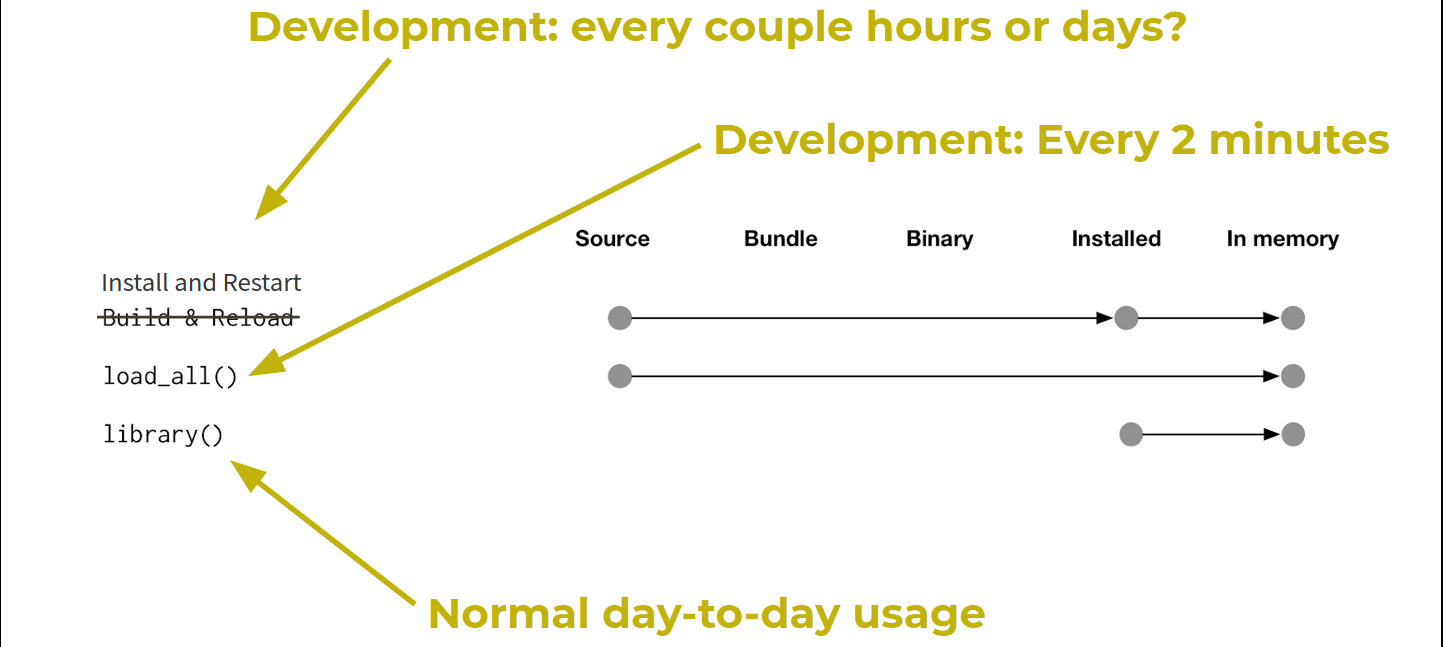 Development: every couple hours or days?
Development: Every 2 minutes
Source Bundle Binary Installed In memory
Install and Restart
Build & Reload
load_all()
library()
Normal day-to-day usage